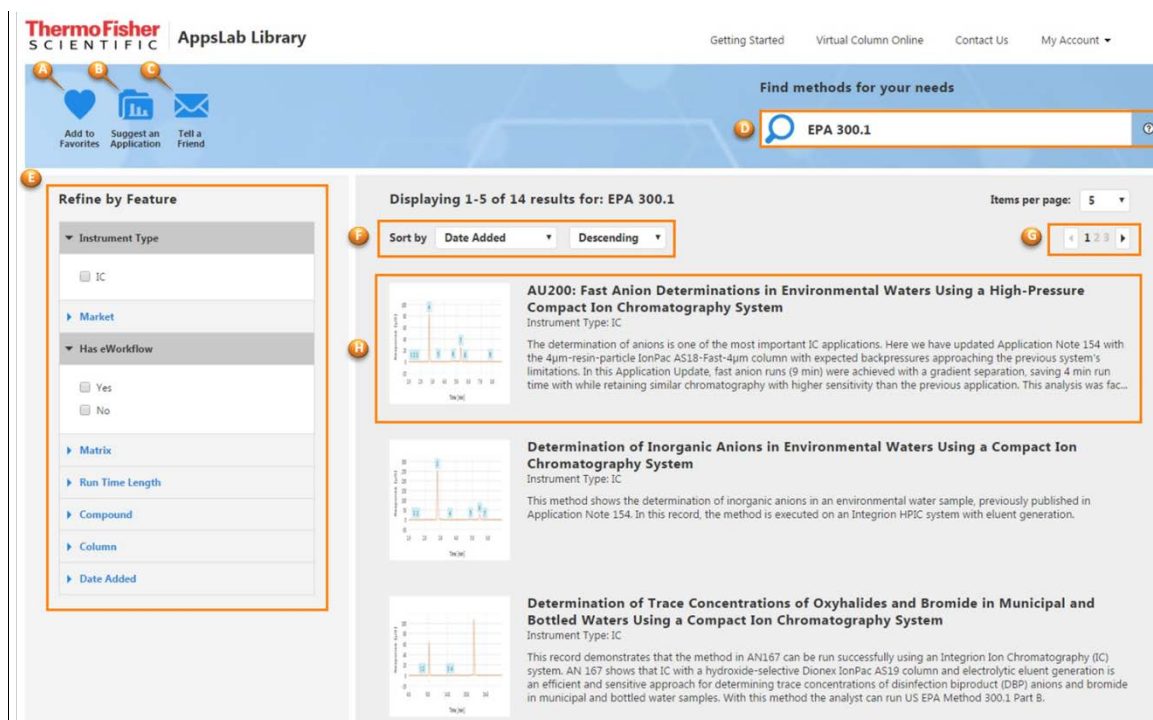 ThermoFisher
SCIENTIFIC
AppsLab Library
Getting Started
Virtual Column Online
Contact Us
My Account
A
B
C
Add to
Favorites
Suggest an
Application
Tell a
Friend
Find methods for your needs
D
EPA 300.1
?
E
Refine by Feature
Instrument Type
IC
Market
Has eWorkflow
Yes
No
Matrix
Run Time Length
Compound
Column
Date Added
Displaying 1-5 of 14 results for: EPA 300.1
Items per page: 5
F
Sort by Date Added Descending
G
1 2 3
H
AU200: Fast Anion Determinations in Environmental Waters Using a High-Pressure
Compact Ion Chromatography System
Instrument Type: IC
The determination of anions is one of the most important IC applications. Here we have updated Application Note 154 with
the 4µm-resin-particle IonPac AS18-Fast-4µm column with expected backpressures approaching the previous system's
limitations. In this Application Update, fast anion runs (9 min) were achieved with a gradient separation, saving 4 min run
time with while retaining similar chromatography with higher sensitivity than the previous application. This analysis was fac...
Determination of Inorganic Anions in Environmental Waters Using a Compact Ion
Chromatography System
Instrument Type: IC
This method shows the determination of inorganic anions in an environmental water sample, previously published in
Application Note 154. In this record, the method is executed on an Integrion HPIC system with eluent generation.
Determination of Trace Concentrations of Oxyhalides and Bromide in Municipal and
Bottled Waters Using a Compact Ion Chromatography System
Instrument Type: IC
This record demonstrates that the method in AN167 can be run successfully using an Integrion Ion Chromatography (IC)
system. AN 167 shows that IC with a hydroxide-selective Dionex IonPac AS19 column and electrolytic eluent generation is
an efficient and sensitive approach for determining trace concentrations of disinfection biproduct (DBP) anions and bromide
in municipal and bottled water samples. With this method the analyst can run US EPA Method 300.1 Part B.